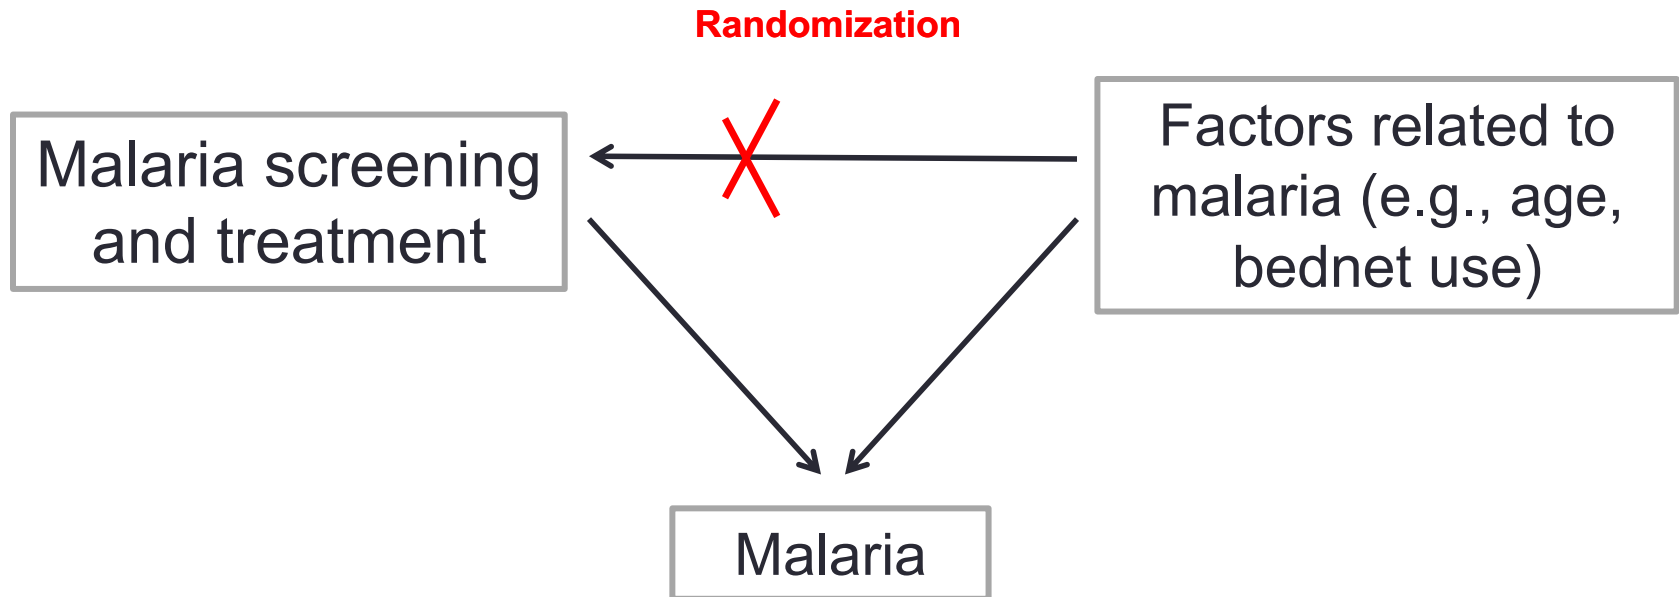 Randomization
Malaria screening
and treatment
Factors related to
malaria (e.g., age,
bednet use)
Malaria